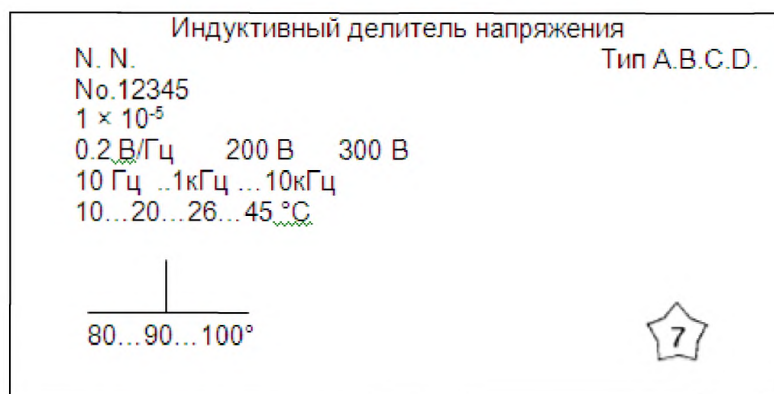 Индуктивный делитель напряжения
N. N. Тип A.B.C.D.
No.12345
1 × 10⁻⁵
0.2 В/Гц 200 В 300 В
10 Гц ..1кГц ...10кГц
10...20...26...45 °C
80...90...100°
7